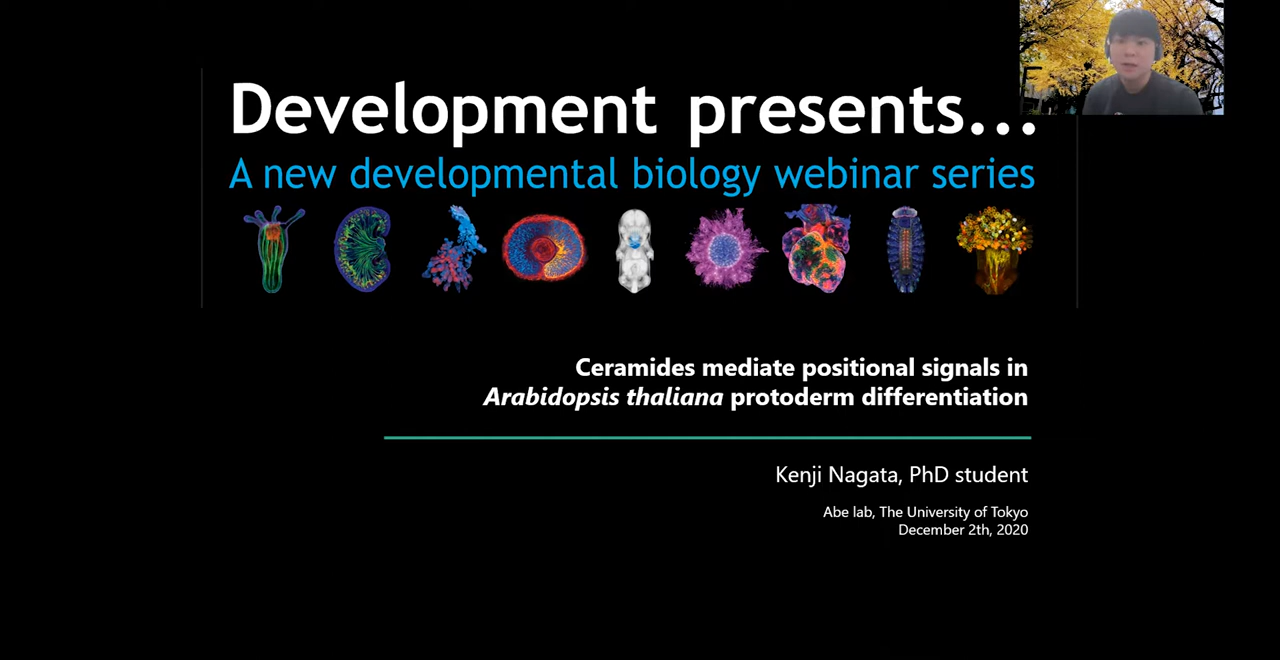 Development presents...
A new developmental biology webinar series
Ceramides mediate positional signals in
Arabidopsis thaliana protoderm differentiation
Kenji Nagata, PhD student
Abe lab, The University of Tokyo
December 2th, 2020